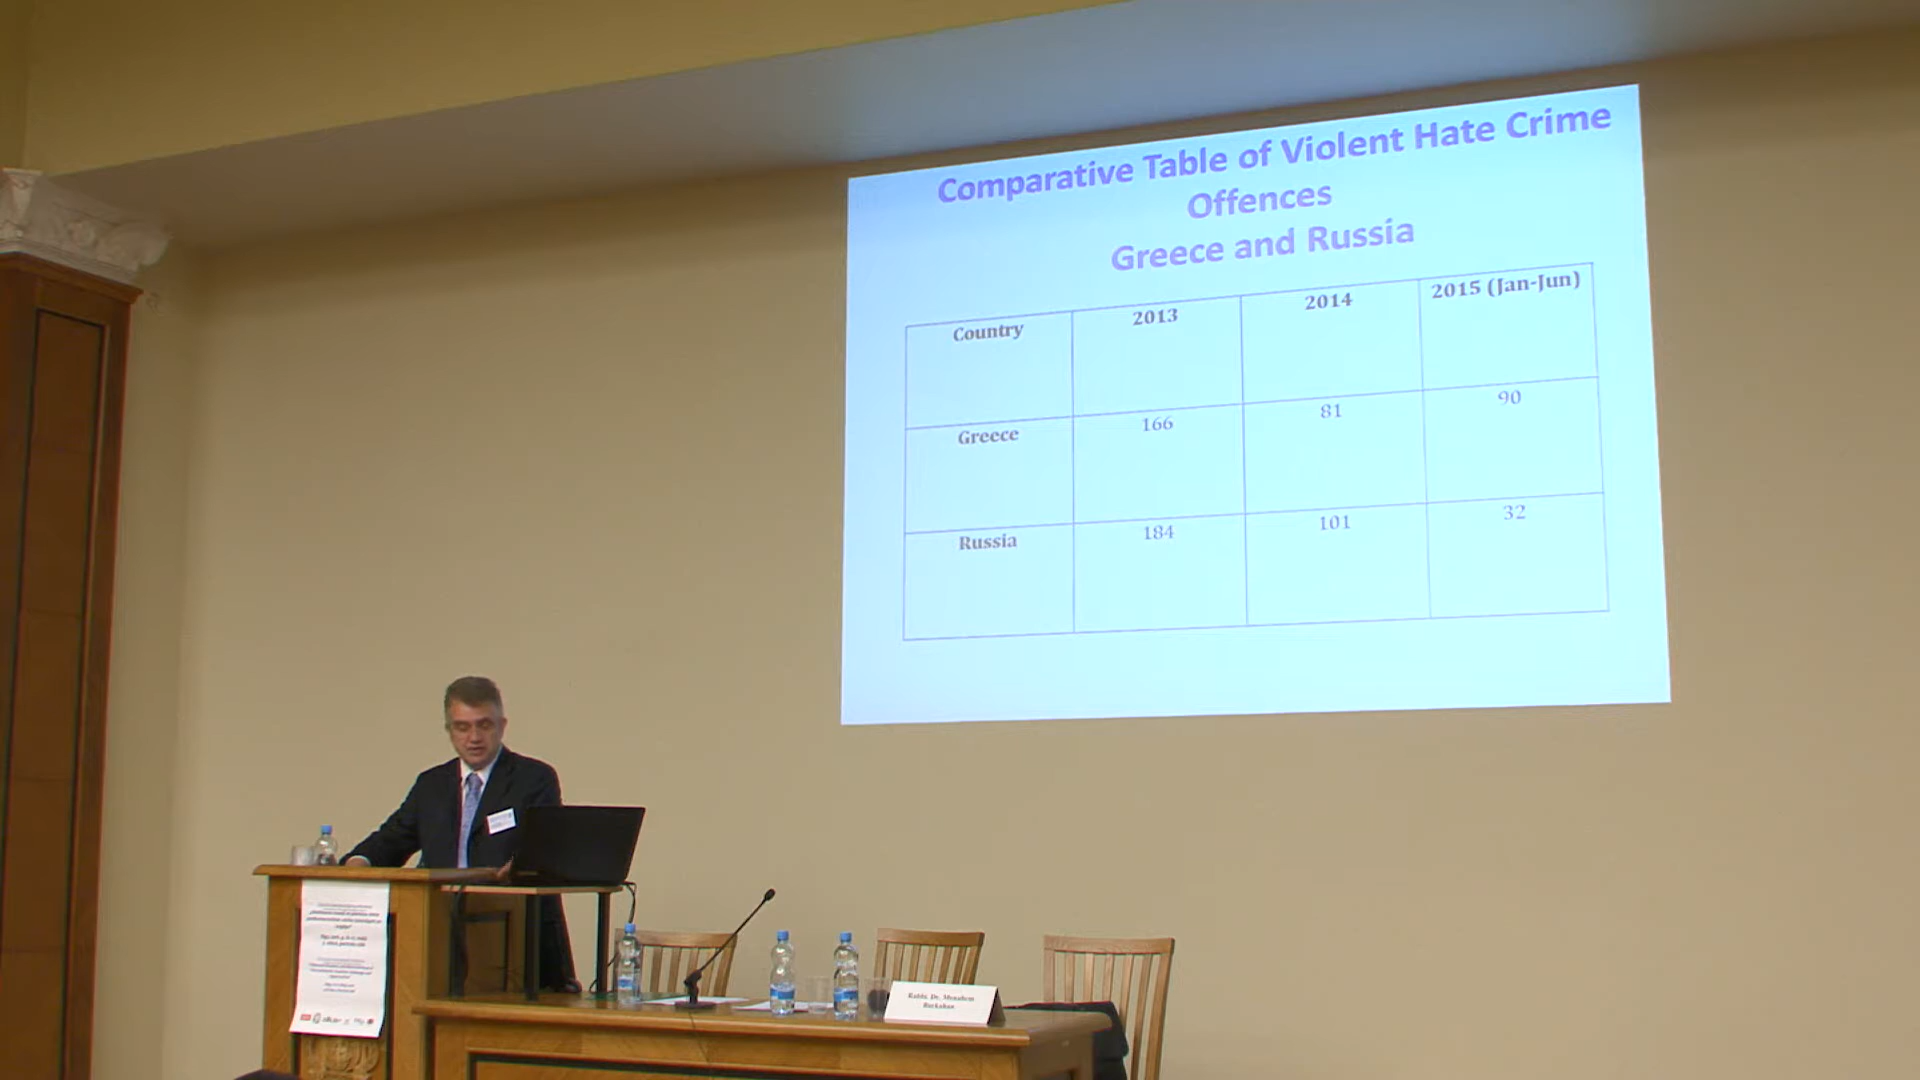 Comparative Table of Violent Hate Crime
Offences
Greece and Russia
Country 2013 2014 2015 (Jan-Jun)
Greece 166 81 90
Russia 184 101 32
Rabbi Dr. Menahem
Barkahan